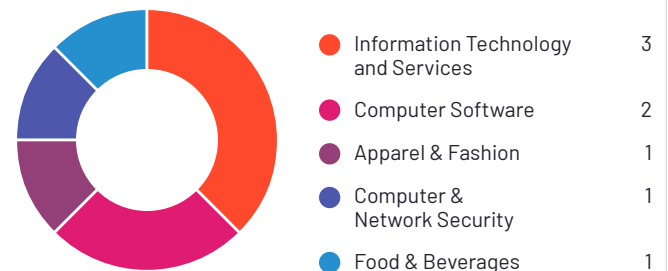 Information Technology 3
and Services
Computer Software 2
Apparel & Fashion 1
Computer & 1
Network Security
Food & Beverages 1